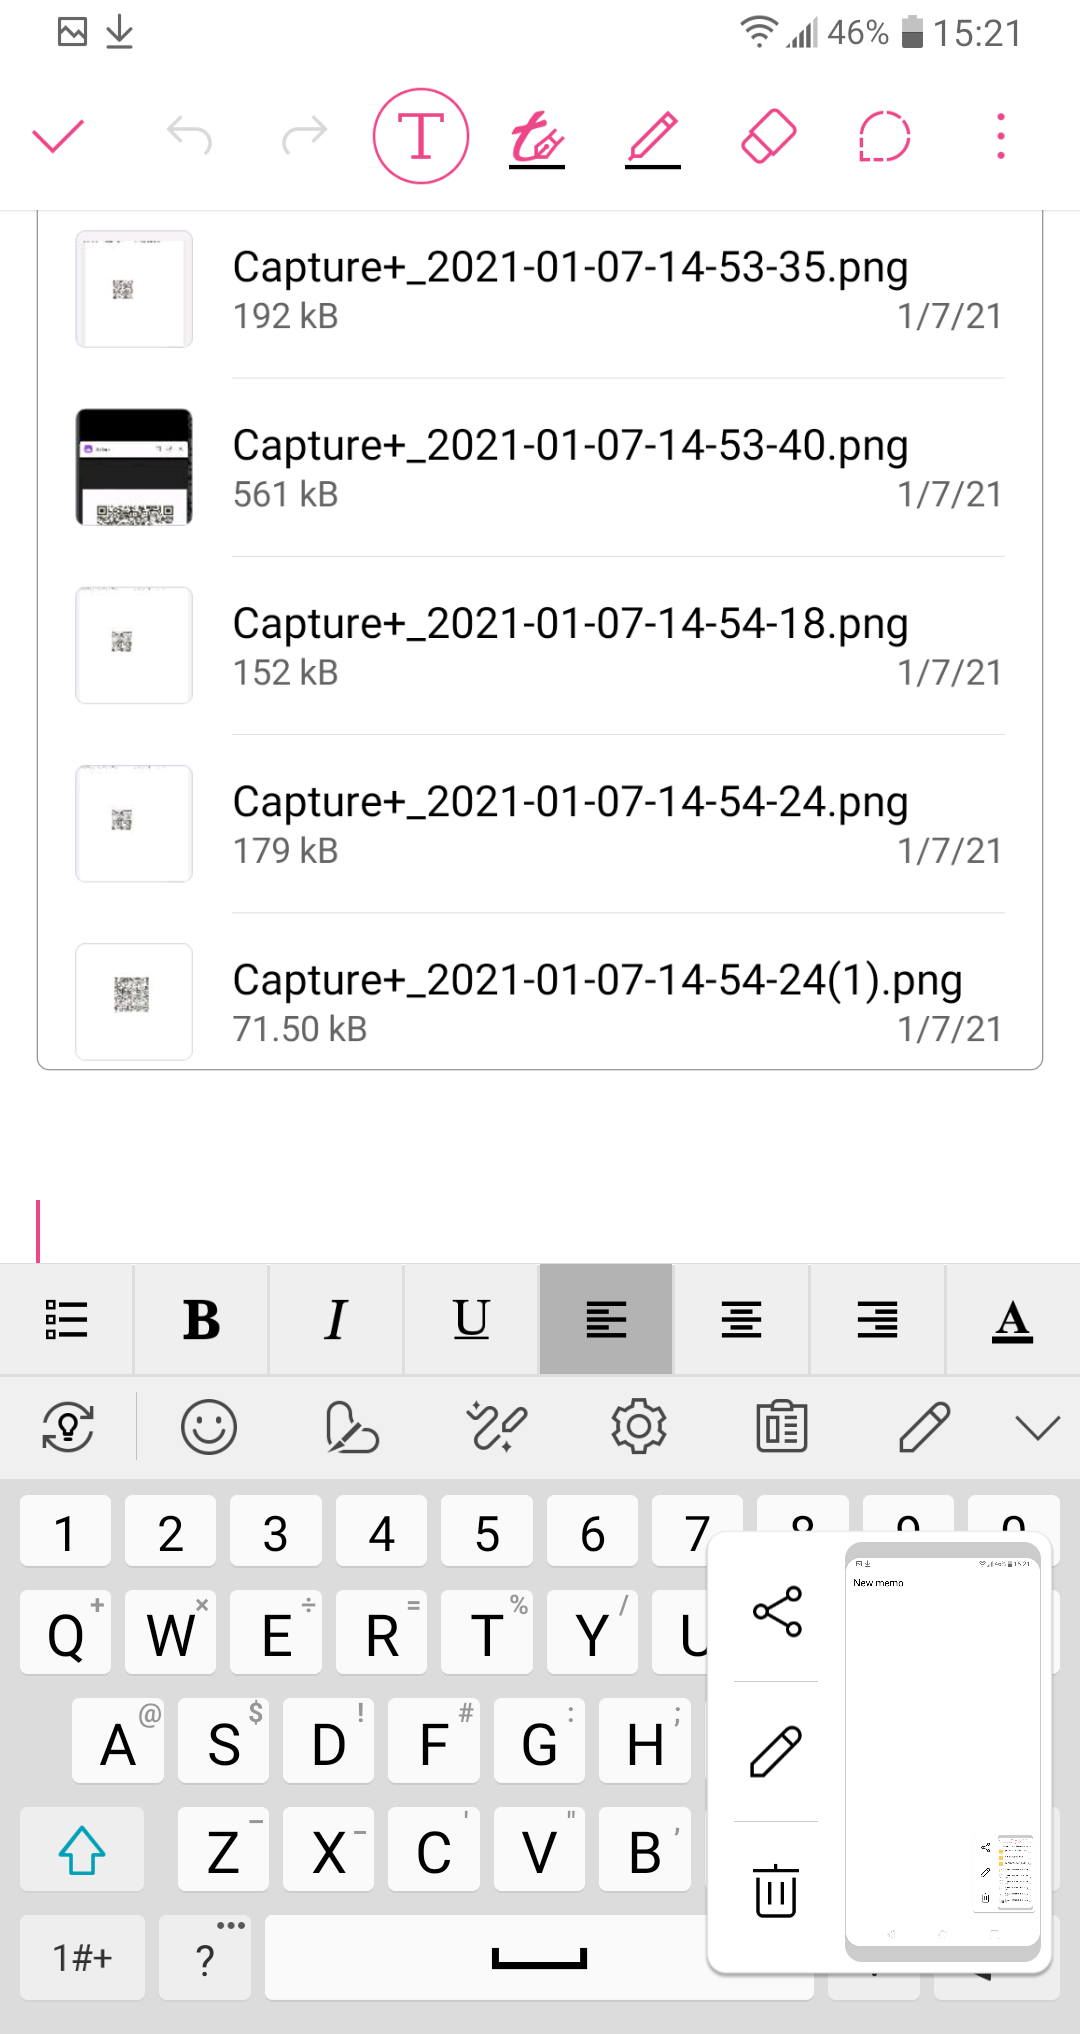 46% 15:21
T t
Capture+_2021-01-07-14-53-35.png
192 kB 1/7/21
Capture+_2021-01-07-14-53-40.png
561 kB 1/7/21
Capture+_2021-01-07-14-54-18.png
152 kB 1/7/21
Capture+_2021-01-07-14-54-24.png
179 kB 1/7/21
Capture+_2021-01-07-14-54-24(1).png
71.50 kB 1/7/21
B I U A
1 2 3 4 5 6 7 8 9 0
Q + W × E ÷ R = T % Y / U
New memo
A @ S $ D ! F # G : H ;
Z – X – C ' V " B ,
1#+ ? •••